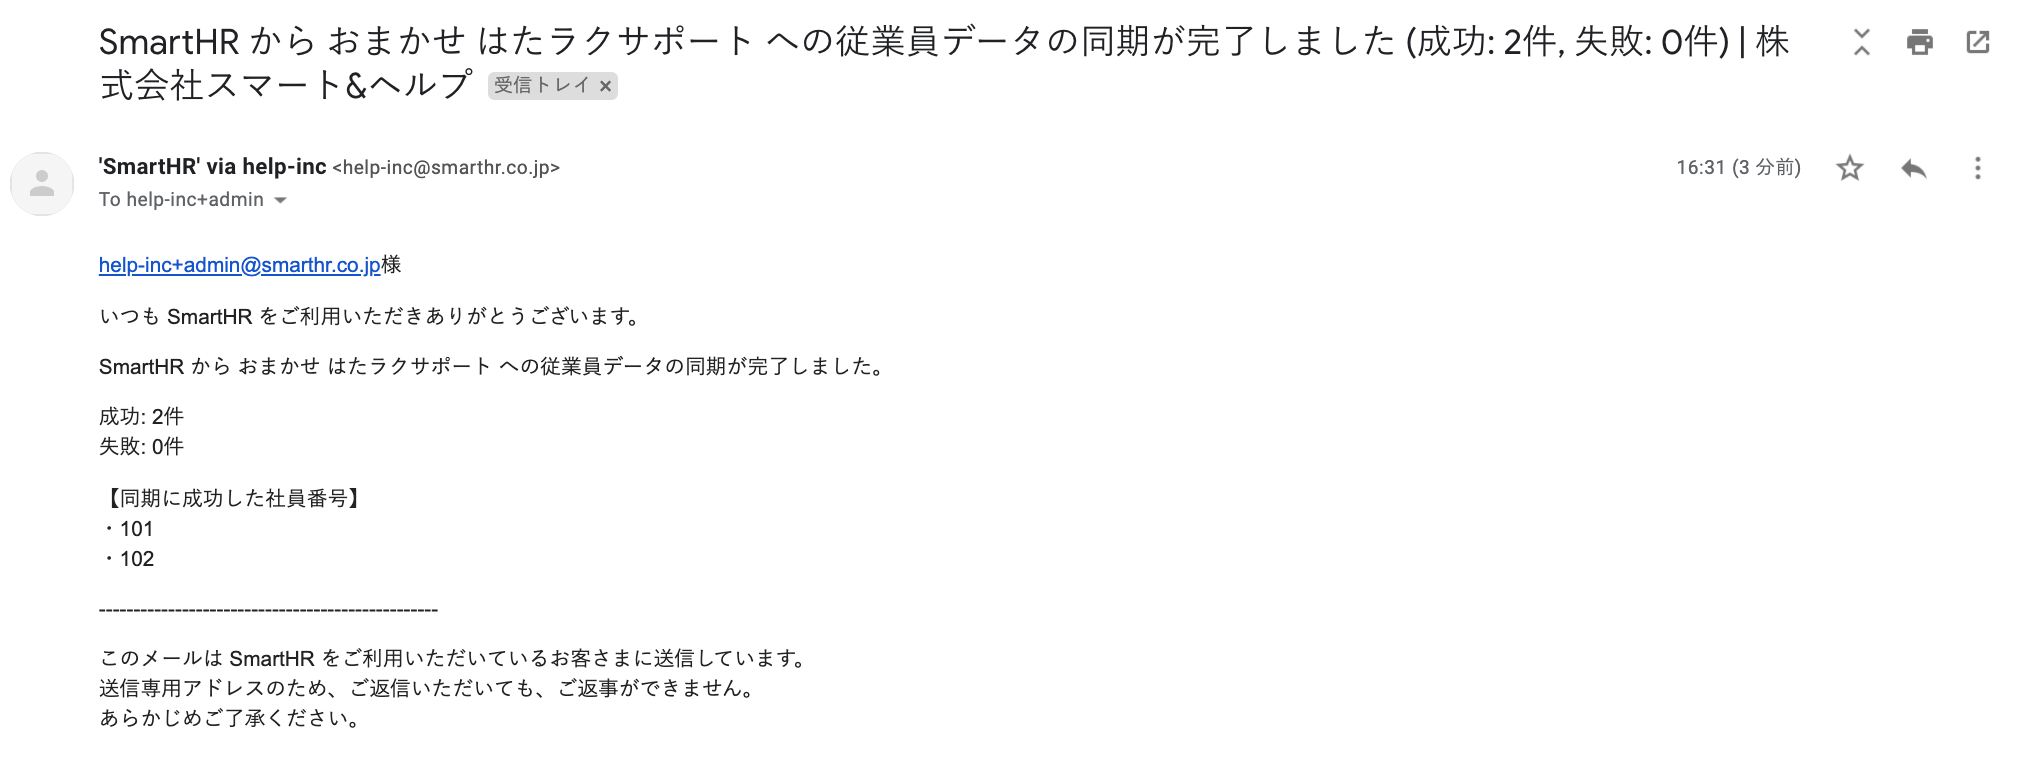 SmartHR から おまかせ はたラクサポート への従業員データの同期が完了しました (成功: 2件, 失敗: 0件) | 株
式会社スマート&ヘルプ 受信トレイ ×
'SmartHR' via help-inc <help-inc@smarthr.co.jp>
16:31 (3 分前)
To help-inc+admin
help-inc+admin@smarthr.co.jp様
いつも SmartHR をご利用いただきありがとうございます。
SmartHR から おまかせ はたラクサポート への従業員データの同期が完了しました。
成功: 2件
失敗: 0件
【同期に成功した社員番号】
・101
・102
-------------------------------------------------
このメールは SmartHR をご利用いただいているお客さまに送信しています。
送信専用アドレスのため、ご返信いただいても、ご返事ができません。
あらかじめご了承ください。